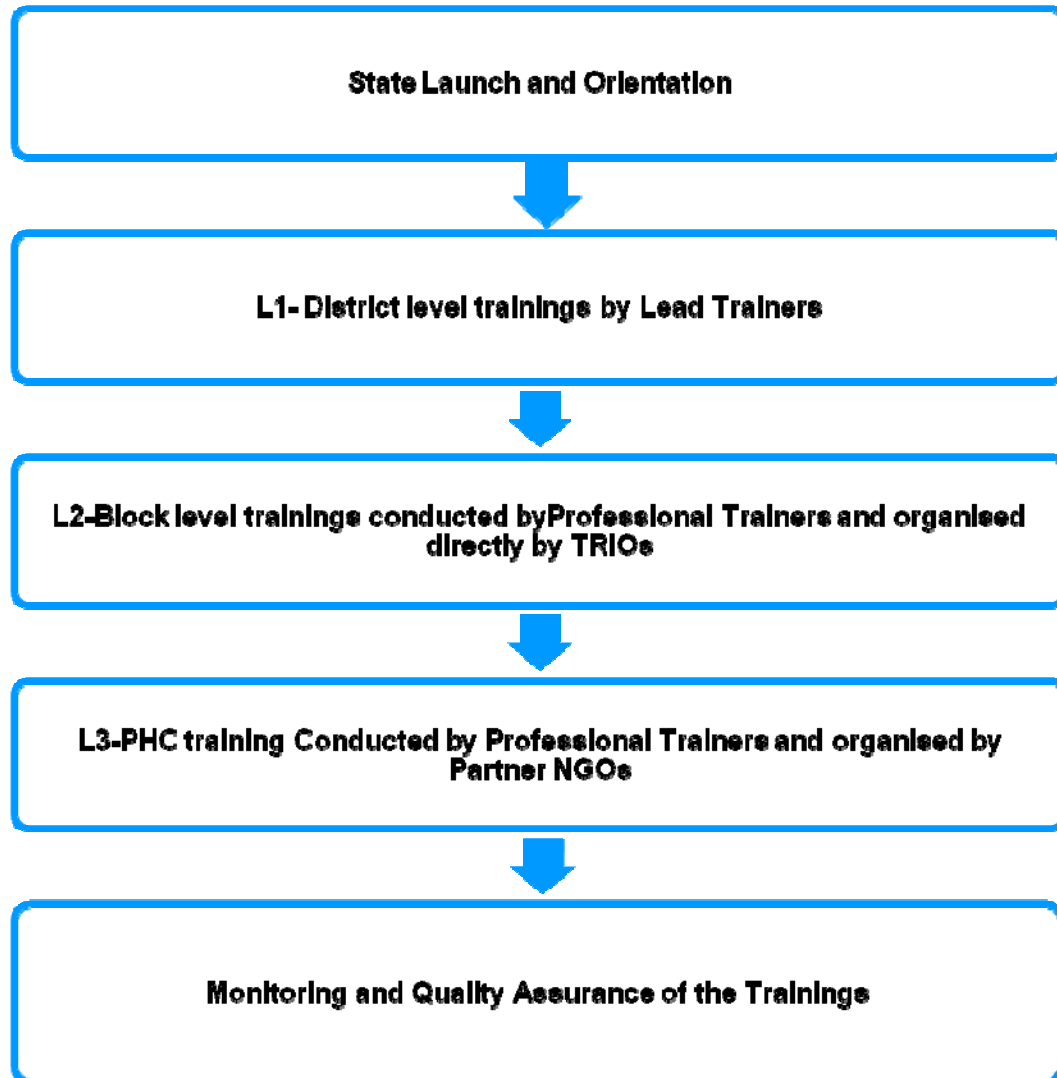 State Launch and Orientation
L1- District level trainings by Lead Trainers
L2-Block level trainings conducted byProfessional Trainers and organised
directly by TRIOs
L3-PHC training Conducted by Professional Trainers and organised by
Partner NGOs
Monitoring and Quality Assurance of the Trainings